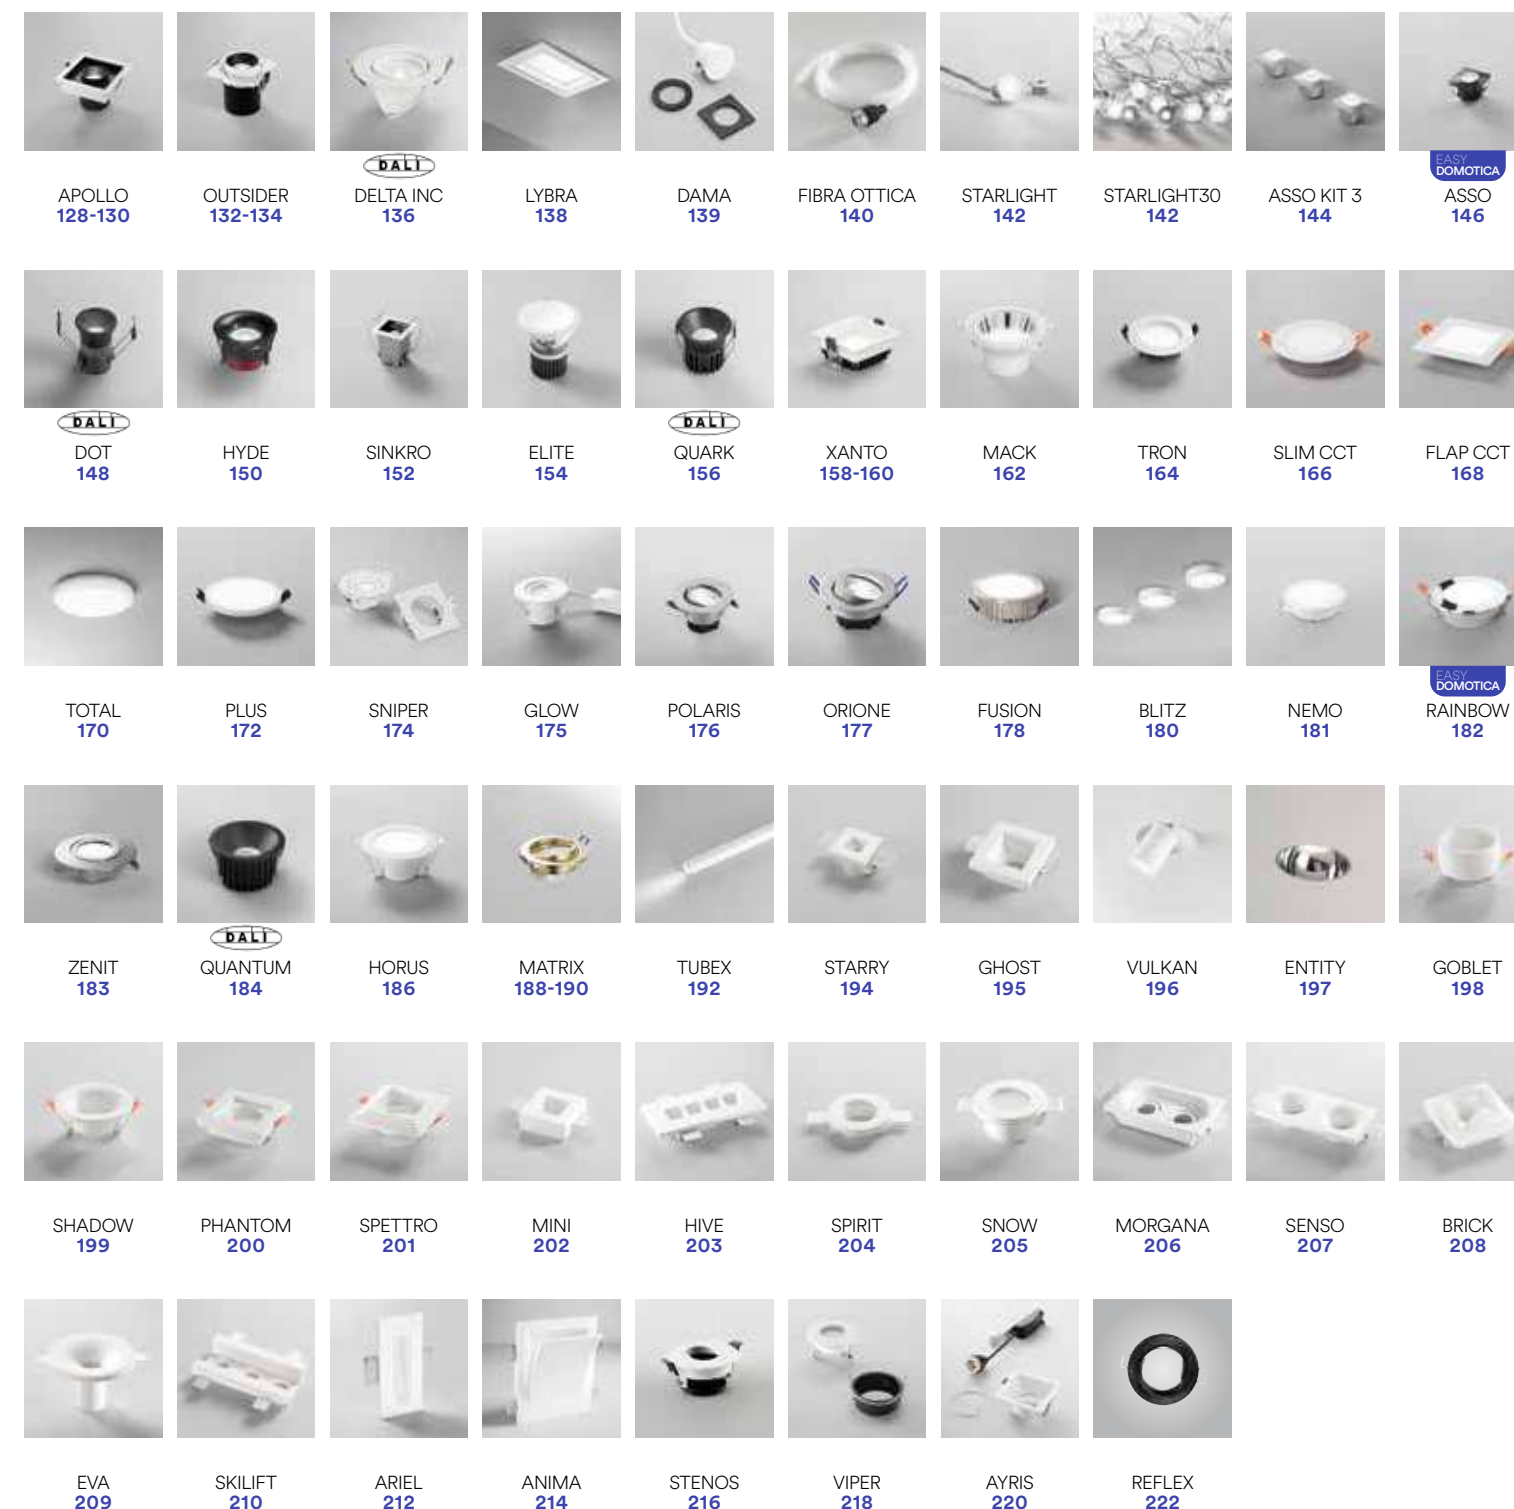 DALI
EASY
DOMOTICA
APOLLO OUTSIDER DELTA INC LYBRA DAMA FIBRA OTTICA STARLIGHT STARLIGHT30 ASSO KIT 3 ASSO
128-130 132-134 136 138 139 140 142 142 144 146
DALI DALI
DOT HYDE SINKRO ELITE QUARK XANTO MACK TRON SLIM CCT FLAP CCT
148 150 152 154 156 158-160 162 164 166 168
EASY
DOMOTICA
TOTAL PLUS SNIPER GLOW POLARIS ORIONE FUSION BLITZ NEMO RAINBOW
170 172 174 175 176 177 178 180 181 182
DALI
ZENIT QUANTUM HORUS MATRIX TUBEX STARRY GHOST VULKAN ENTITY GOBLET
183 184 186 188-190 192 194 195 196 197 198
SHADOW PHANTOM SPETTRO MINI HIVE SPIRIT SNOW MORGANA SENSO BRICK
199 200 201 202 203 204 205 206 207 208
EVA SKILIFT ARIEL ANIMA STENOS VIPER AYRIS REFLEX
209 210 212 214 216 218 220 222